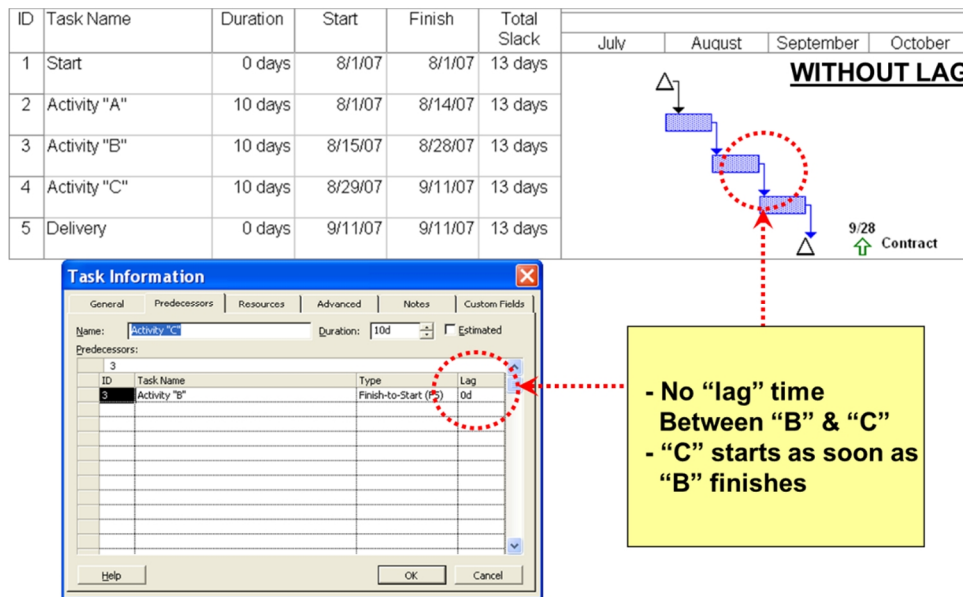 ID Task Name Duration Start Finish Total Slack
July August September October
1 Start 0 days 8/1/07 8/1/07 13 days
WITHOUT LAG
2 Activity "A" 10 days 8/1/07 8/14/07 13 days
3 Activity "B" 10 days 8/15/07 8/28/07 13 days
4 Activity "C" 10 days 8/29/07 9/11/07 13 days
5 Delivery 0 days 9/11/07 9/11/07 13 days
9/28
Contract
Task Information
General Predecessors Resources Advanced Notes Custom Fields
Name: Activity "C" Duration: 10d Estimated
Predecessors:
3
ID Task Name Type Lag
3 Activity "B" Finish-to-Start (FS) 0d
Help OK Cancel
- No “lag” time
Between “B” & “C”
- “C” starts as soon as
“B” finishes